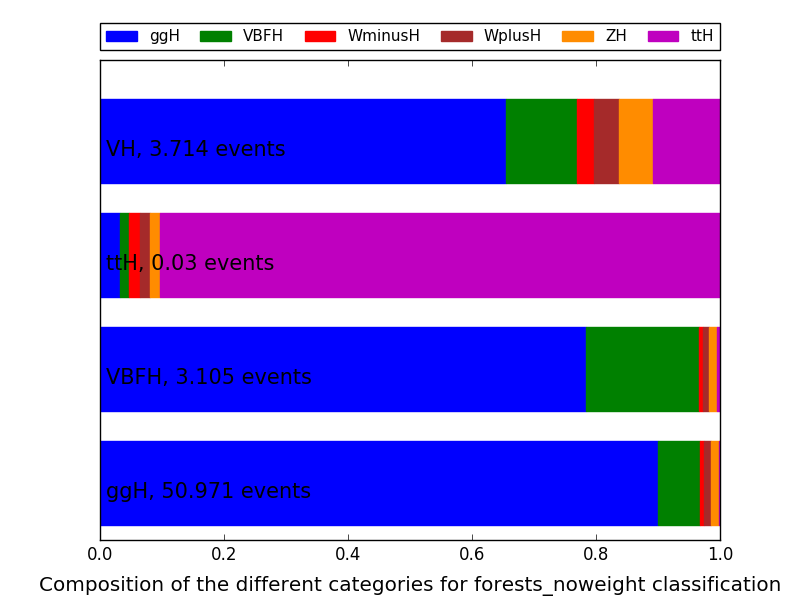 ggH VBFH WminusH WplusH ZH ttH
VH, 3.714 events
ttH, 0.03 events
VBFH, 3.105 events
ggH, 50.971 events
0.0 0.2 0.4 0.6 0.8 1.0
Composition of the different categories for forests_noweight classification